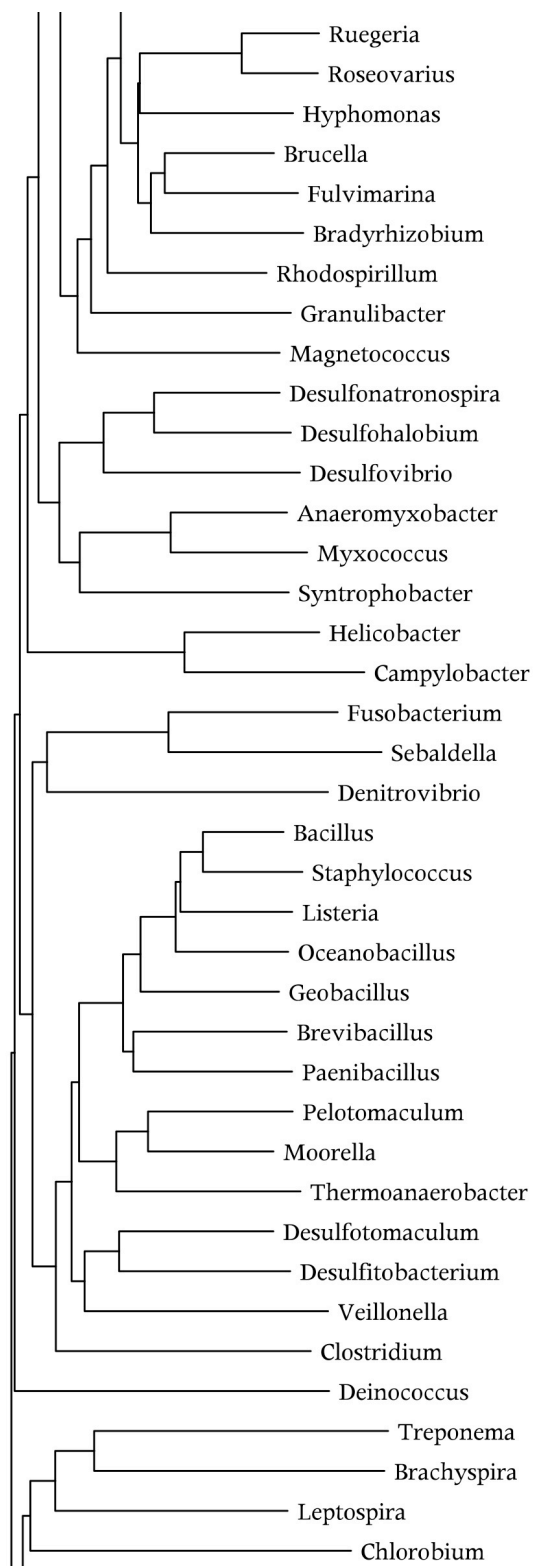 Ruegeria
Roseovarius
Hyphomonas
Brucella
Fulvimarina
Bradyrhizobium
Rhodospirillum
Granulibacter
Magnetococcus
Desulfonatronospira
Desulfohalobium
Desulfovibrio
Anaeromyxobacter
Myxococcus
Syntrophobacter
Helicobacter
Campylobacter
Fusobacterium
Sebaldella
Denitrovibrio
Bacillus
Staphylococcus
Listeria
Oceanobacillus
Geobacillus
Brevibacillus
Paenibacillus
Pelotomaculum
Moorella
Thermoanaerobacter
Desulfotomaculum
Desulfitobacterium
Veillonella
Clostridium
Deinococcus
Treponema
Brachyspira
Leptospira
Chlorobium